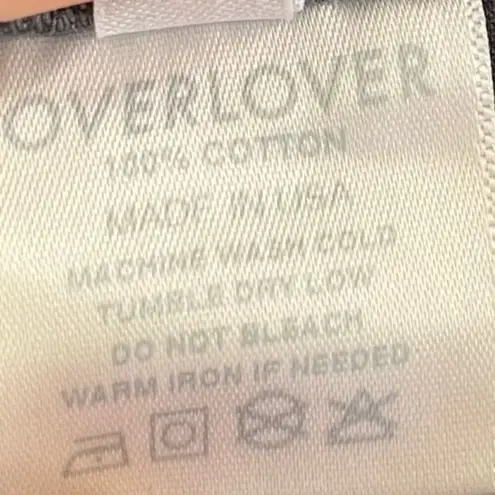 OVERLOVER
100% COTTON
MADE IN USA
MACHINE WASH COLD
TUMBLE DRY LOW
DO NOT BLEACH
WARM IRON IF NEEDED